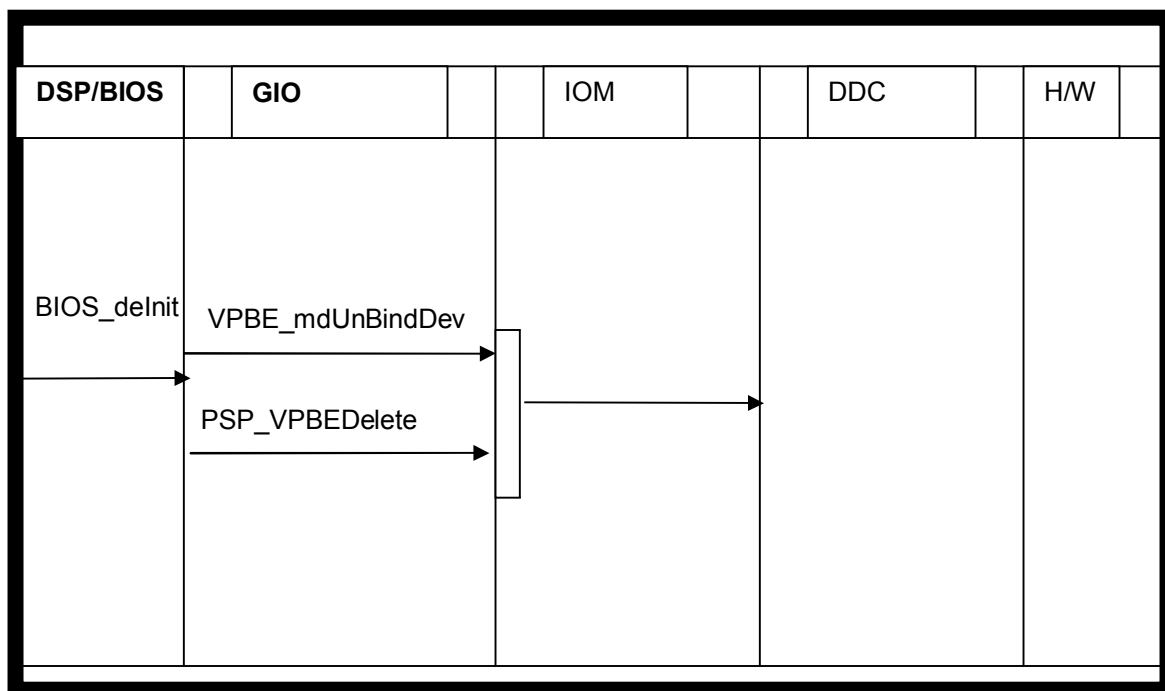 DSP/BIOS
GIO
IOM
DDC
H/W
BIOS_deInit
VPBE_mdUnBindDev
PSP_VPBEDelete